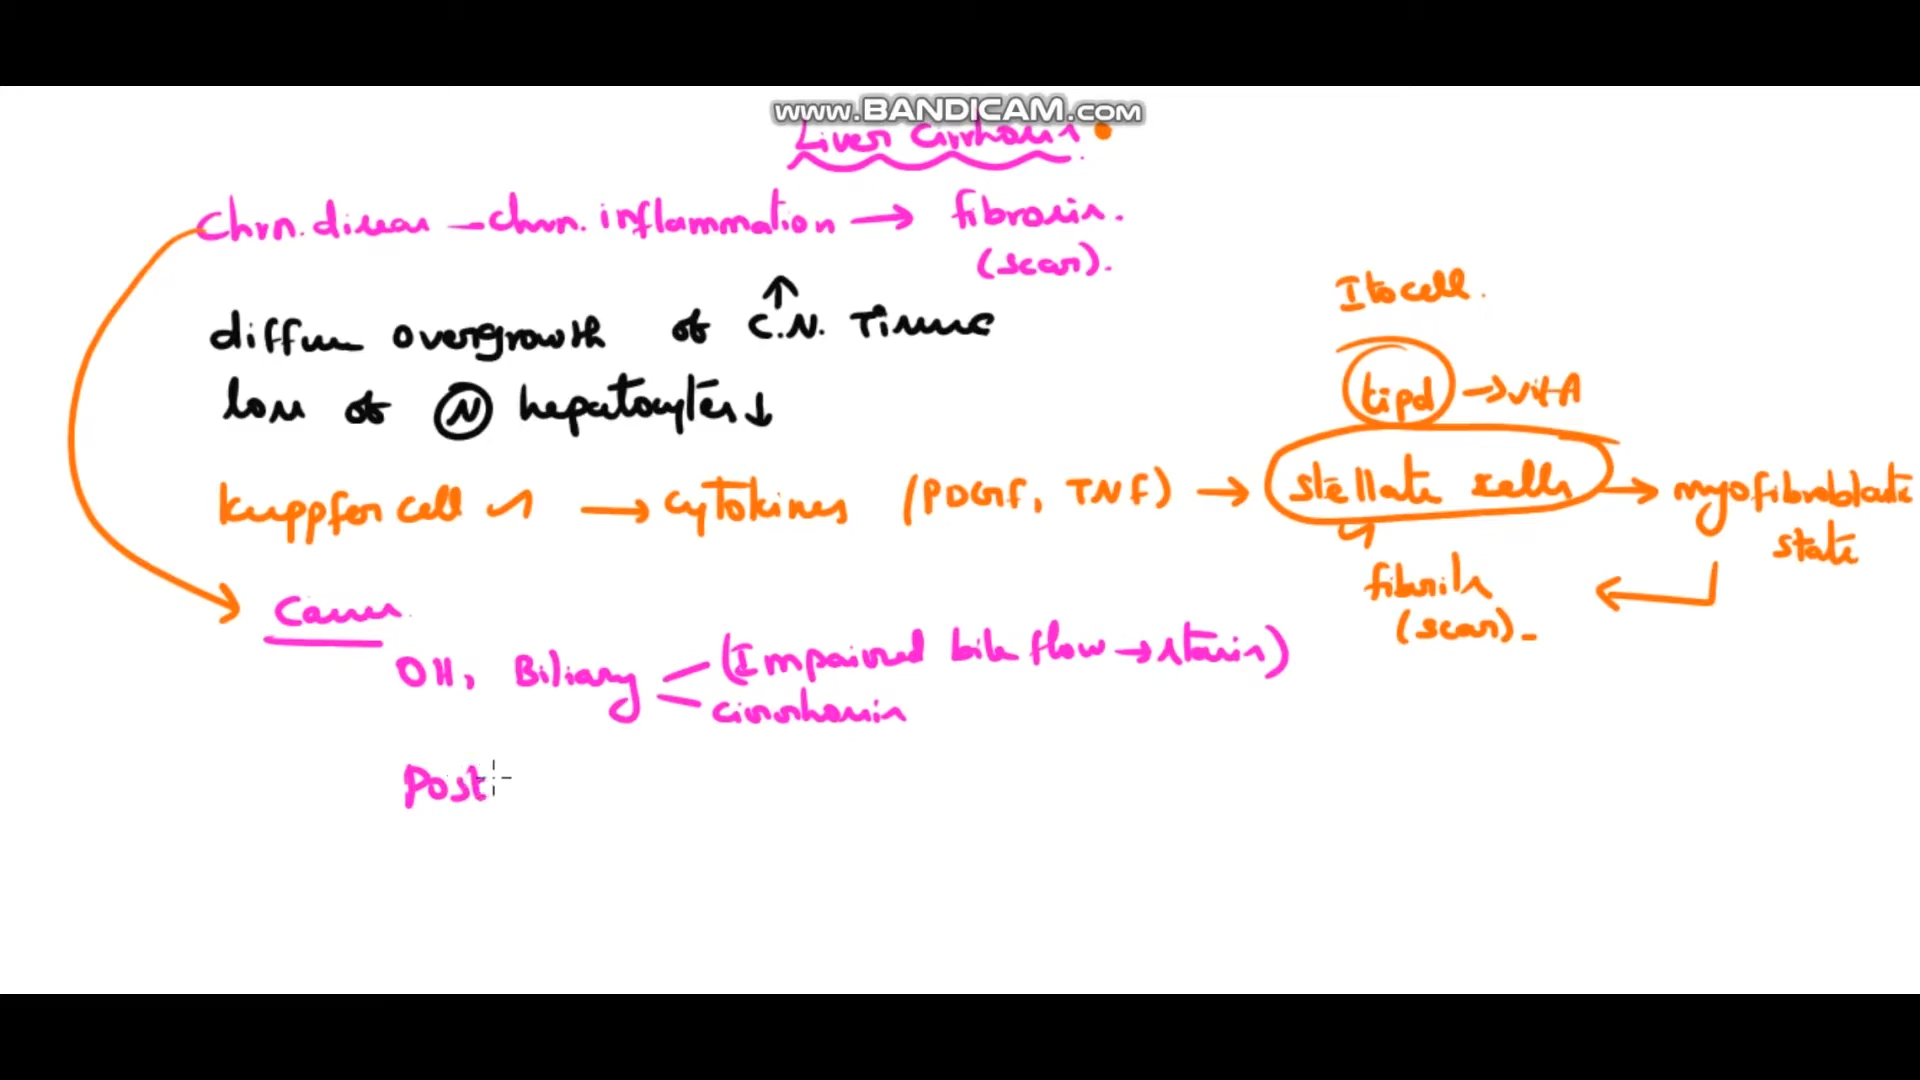 www.BANDICAM.com
Liver Cirrhosis.
Chrn. disease – chrn. inflammation → fibrosis.
(scar).
Ito cell.
diffuse overgrowth of C.N. Tissue ↑
lipd → vit A
loss of N hepatocytes ↓
kuppfer cell → cytokines (PDGF, TNF) → stellate cells → myofibroblastic
state
fibrils
(scar).
Causes
OH, Biliary (Impaired bile flow → stasis)
cirrhosis
Post